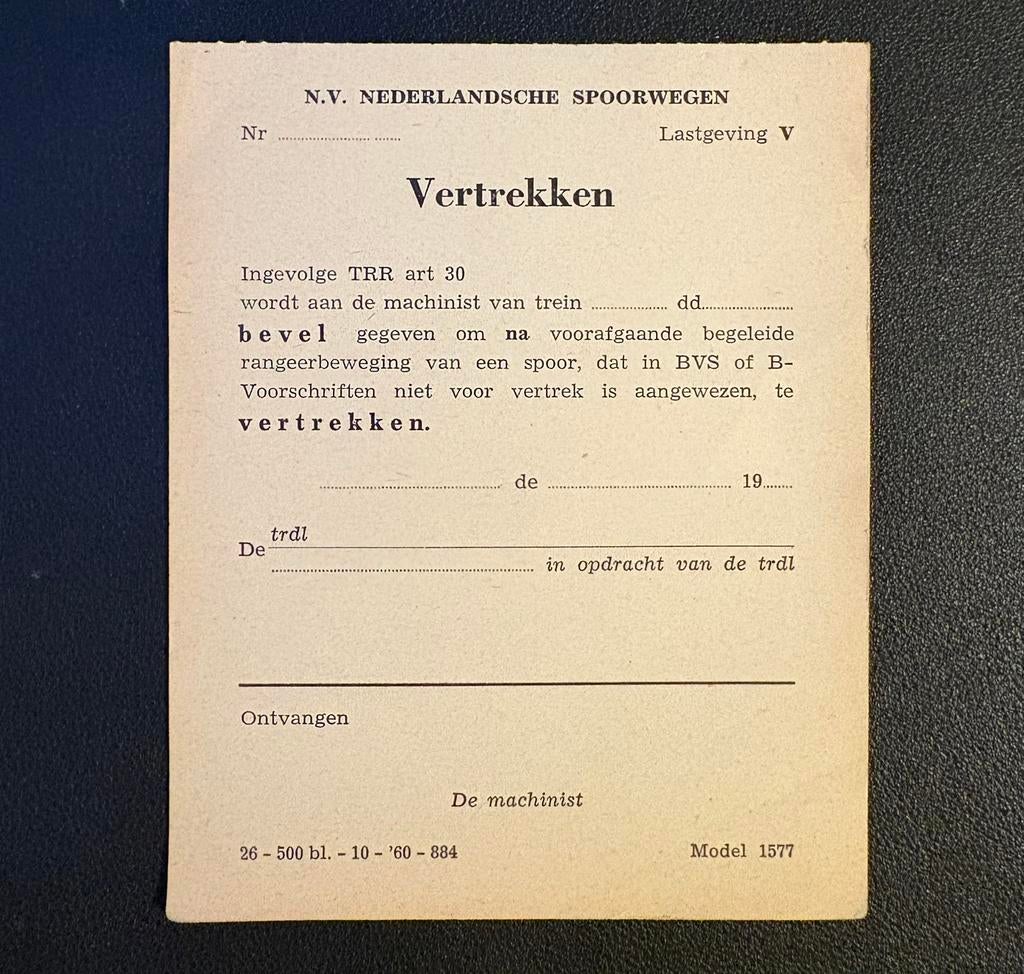 N.V. NEDERLANDSCHE SPOORWEGEN
Nr ........................ Lastgeving V
Vertrekken
Ingevolge TRR art 30
wordt aan de machinist van trein ................ dd....................
bevel gegeven om na voorafgaande begeleide
rangeerbeweging van een spoor, dat in BVS of B-
Voorschriften niet voor vertrek is aangewezen, te
vertrekken.
........................................ de ........................................ 19.......
De trdl
........................................ in opdracht van de trdl
Ontvangen
De machinist
26 - 500 bl. - 10 - '60 - 884 Model 1577